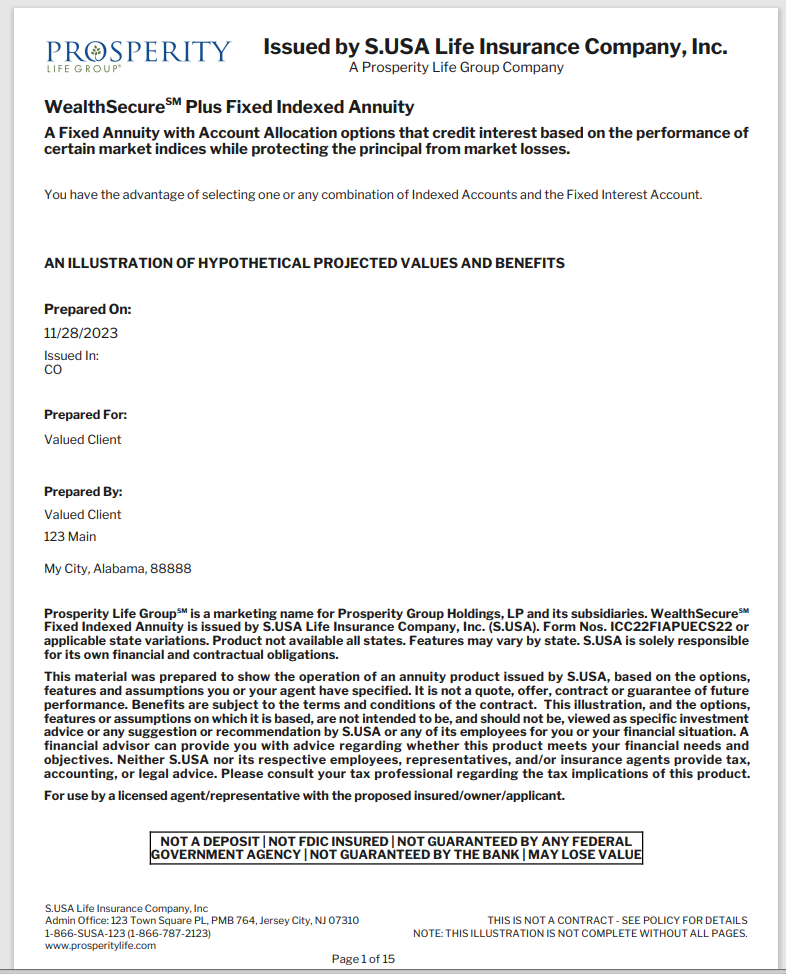 PROSPERITY
LIFE GROUP®
Issued by S.USA Life Insurance Company, Inc.
A Prosperity Life Group Company
WealthSecure℠ Plus Fixed Indexed Annuity
A Fixed Annuity with Account Allocation options that credit interest based on the performance of
certain market indices while protecting the principal from market losses.
You have the advantage of selecting one or any combination of Indexed Accounts and the Fixed Interest Account.
AN ILLUSTRATION OF HYPOTHETICAL PROJECTED VALUES AND BENEFITS
Prepared On:
11/28/2023
Issued In:
CO
Prepared For:
Valued Client
Prepared By:
Valued Client
123 Main
My City, Alabama, 88888
Prosperity Life Group℠ is a marketing name for Prosperity Group Holdings, LP and its subsidiaries. WealthSecure℠
Fixed Indexed Annuity is issued by S.USA Life Insurance Company, Inc. (S.USA). Form Nos. ICC22FIAPUECS22 or
applicable state variations. Product not available all states. Features may vary by state. S.USA is solely responsible
for its own financial and contractual obligations.
This material was prepared to show the operation of an annuity product issued by S.USA, based on the options,
features and assumptions you or your agent have specified. It is not a quote, offer, contract or guarantee of future
performance. Benefits are subject to the terms and conditions of the contract. This illustration, and the options,
features or assumptions on which it is based, are not intended to be, and should not be, viewed as specific investment
advice or any suggestion or recommendation by S.USA or any of its employees for you or your financial situation. A
financial advisor can provide you with advice regarding whether this product meets your financial needs and
objectives. Neither S.USA nor its respective employees, representatives, and/or insurance agents provide tax,
accounting, or legal advice. Please consult your tax professional regarding the tax implications of this product.
For use by a licensed agent/representative with the proposed insured/owner/applicant.
NOT A DEPOSIT | NOT FDIC INSURED | NOT GUARANTEED BY ANY FEDERAL
GOVERNMENT AGENCY | NOT GUARANTEED BY THE BANK | MAY LOSE VALUE
S.USA Life Insurance Company, Inc
Admin Office: 123 Town Square PL, PMB 764, Jersey City, NJ 07310
1-866-SUSA-123 (1-866-787-2123)
www.prosperitylife.com
THIS IS NOT A CONTRACT - SEE POLICY FOR DETAILS
NOTE: THIS ILLUSTRATION IS NOT COMPLETE WITHOUT ALL PAGES.
Page 1 of 15